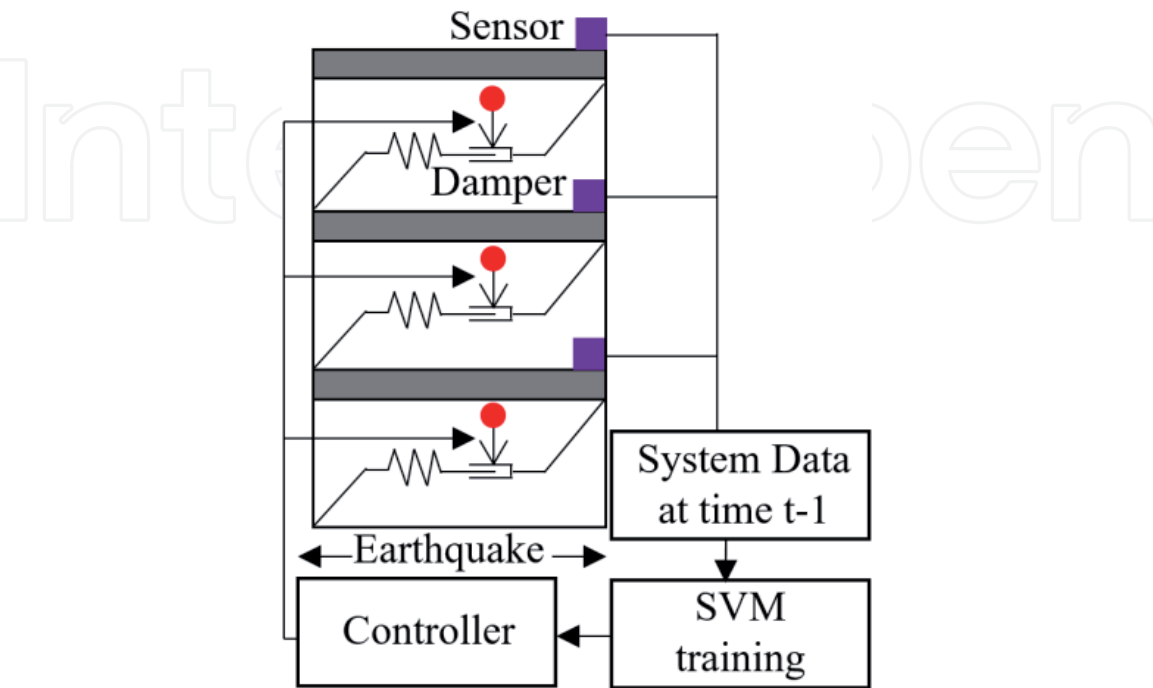 Sensor
Damper
Earthquake
System Data
at time t-1
SVM
training
Controller